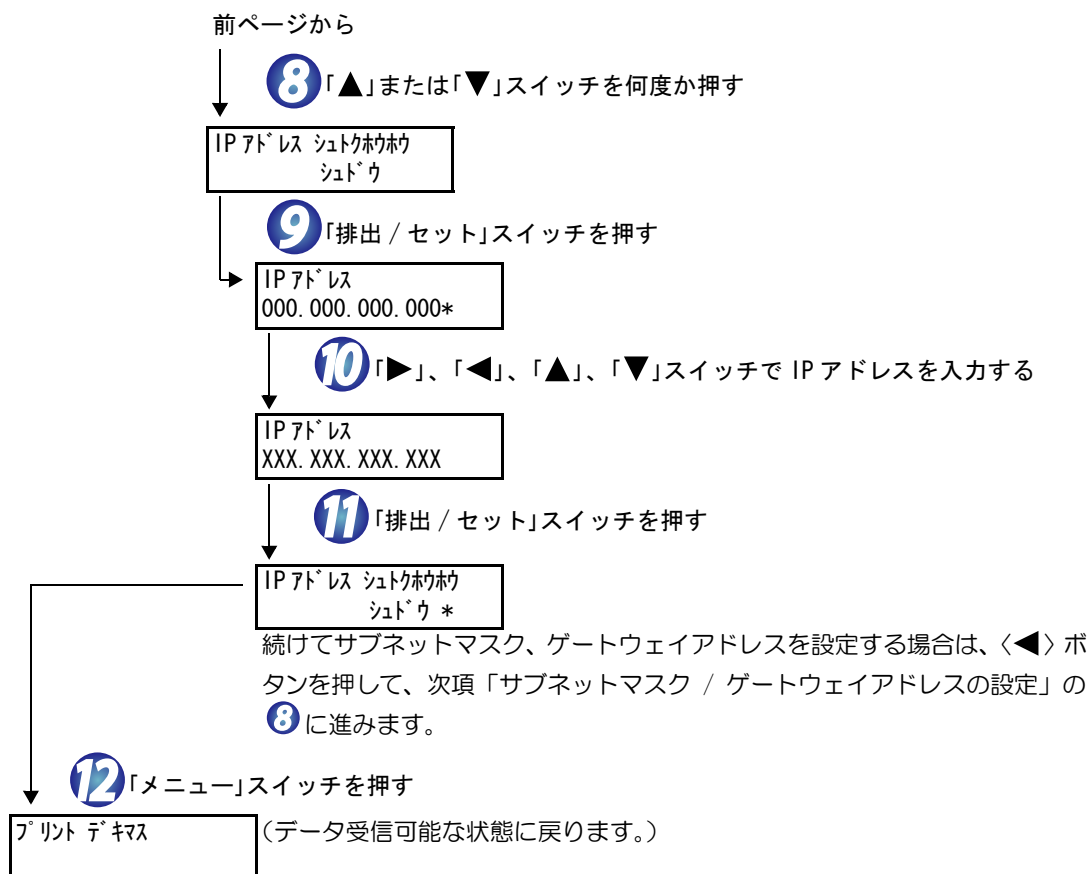 前ページから
8 「▲」または「▼」スイッチを何度か押す
IP ｱﾄﾞﾚｽ ｼｭﾄｸﾎｳﾎｳ
ｼｭﾄﾞｳ
9 「排出 / セット」スイッチを押す
IP ｱﾄﾞﾚｽ
000.000.000.000*
10 「▶」、「◀」、「▲」、「▼」スイッチで IP アドレスを入力する
IP ｱﾄﾞﾚｽ
XXX.XXX.XXX.XXX
11 「排出 / セット」スイッチを押す
IP ｱﾄﾞﾚｽ ｼｭﾄｸﾎｳﾎｳ
ｼｭﾄﾞｳ *
続けてサブネットマスク、ゲートウェイアドレスを設定する場合は、〈◀〉ボ
タンを押して、次項「サブネットマスク / ゲートウェイアドレスの設定」の
8 に進みます。
12 「メニュー」スイッチを押す
ﾌﾟﾘﾝﾄ ﾃﾞｷﾏｽ (データ受信可能な状態に戻ります。)